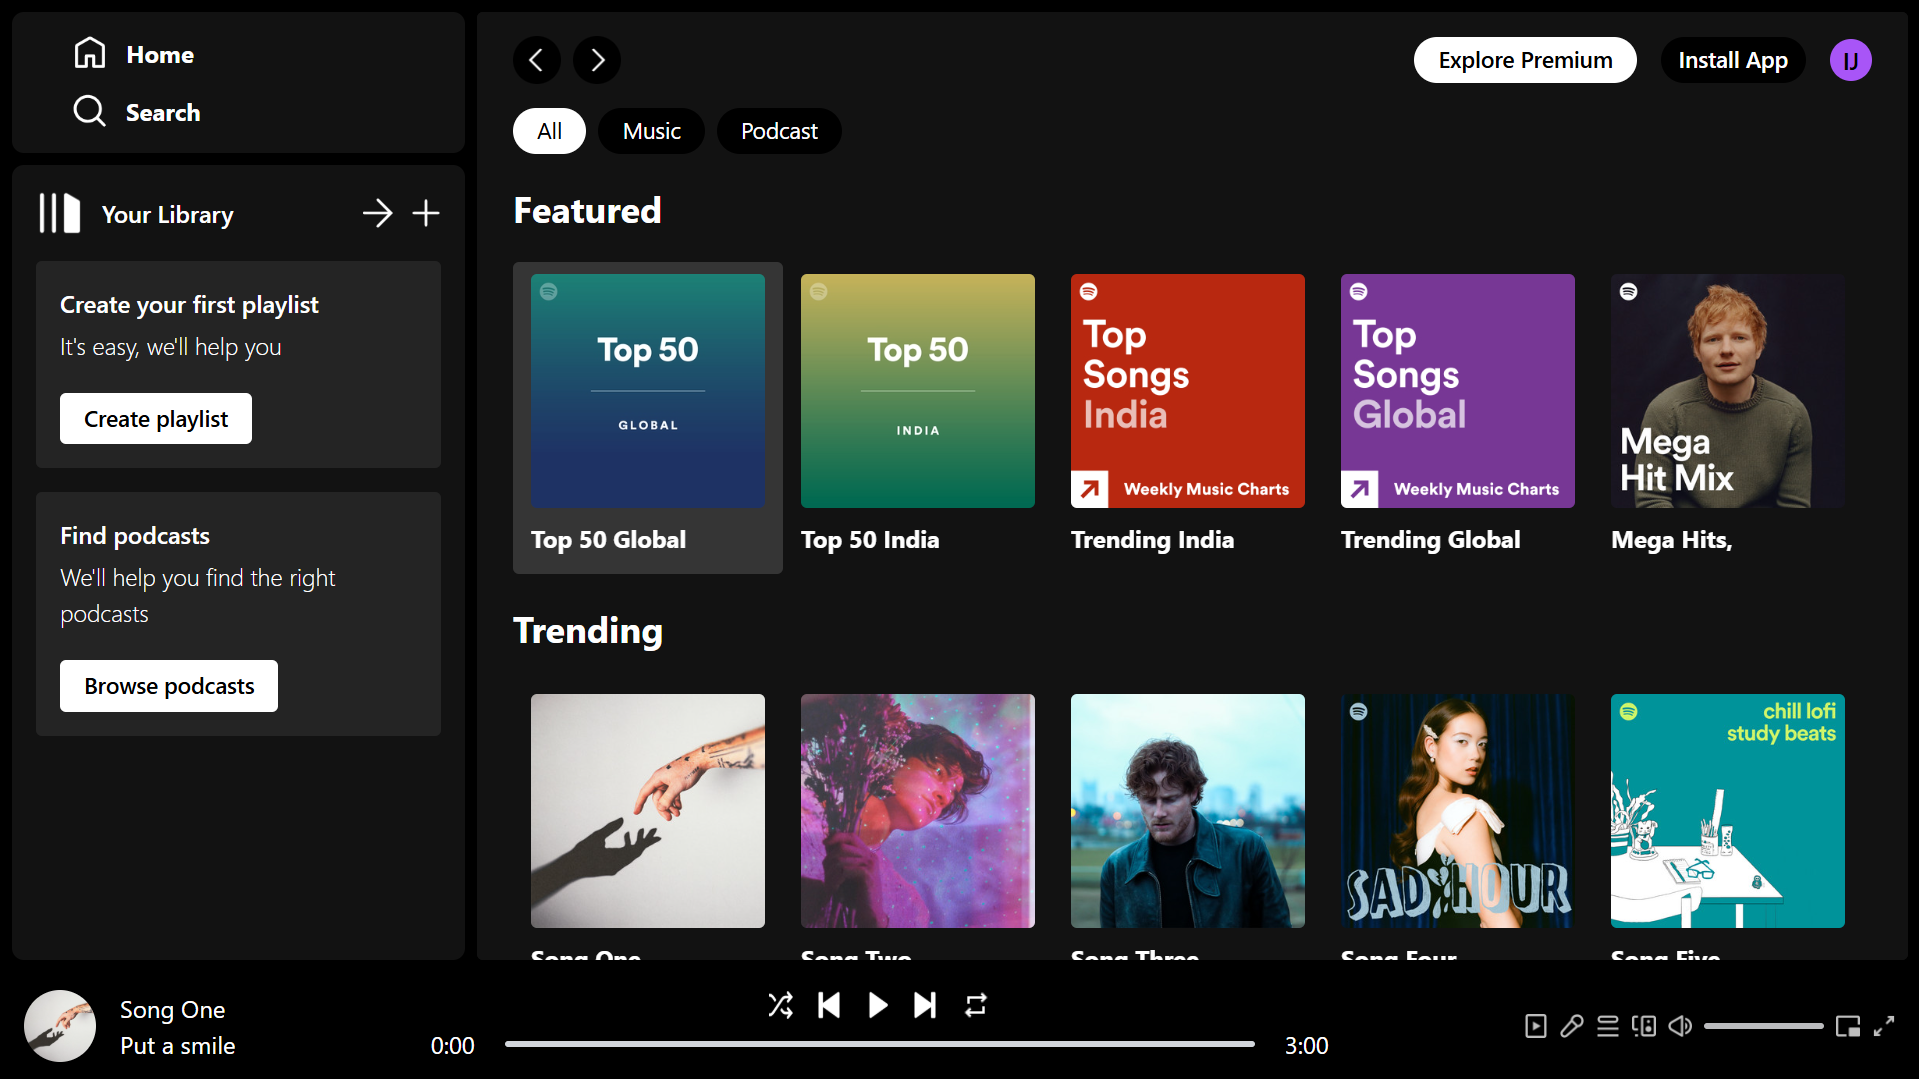 Home
Search
Your Library
Create your first playlist
It's easy, we'll help you
Create playlist
Find podcasts
We'll help you find the right
podcasts
Browse podcasts
Explore Premium
Install App
IJ
All
Music
Podcast
Featured
Top 50
GLOBAL
Top 50 Global
Top 50
INDIA
Top 50 India
Top
Songs
India
Weekly Music Charts
Trending India
Top
Songs
Global
Weekly Music Charts
Trending Global
Mega
Hit Mix
Mega Hits,
Trending
Song One
Song Two
Song Three
SAD HOUR
Song Four
chill lofi
study beats
Song Five
Song One
Put a smile
0:00
3:00